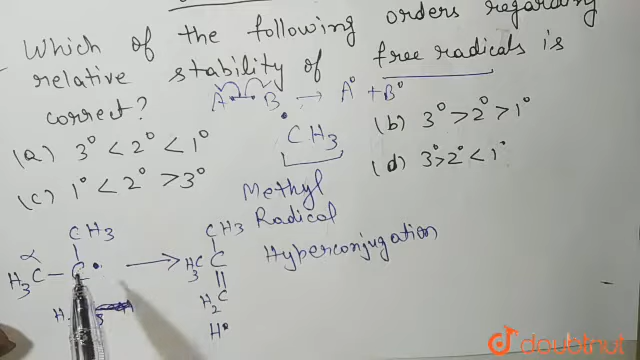 Which of the following orders regarding
relative stability of free radicals is
correct?
A — B → A° + B°
(a) 3° < 2° < 1°
(b) 3° > 2° > 1°
(c) 1° < 2° > 3°
(d) 3° > 2° < 1°
•CH3
Methyl
Radical
Hyperconjugation
CH3
α
H3C — C• →
CH3
H3C C
||
H2C
H•
doubtnut